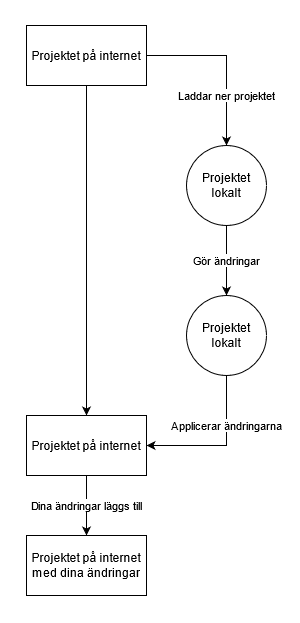 Projektet på internet
Laddar ner projektet
Projektet
lokalt
Gör ändringar
Projektet
lokalt
Applicerar ändringarna
Projektet på internet
Dina ändringar läggs till
Projektet på internet
med dina ändringar